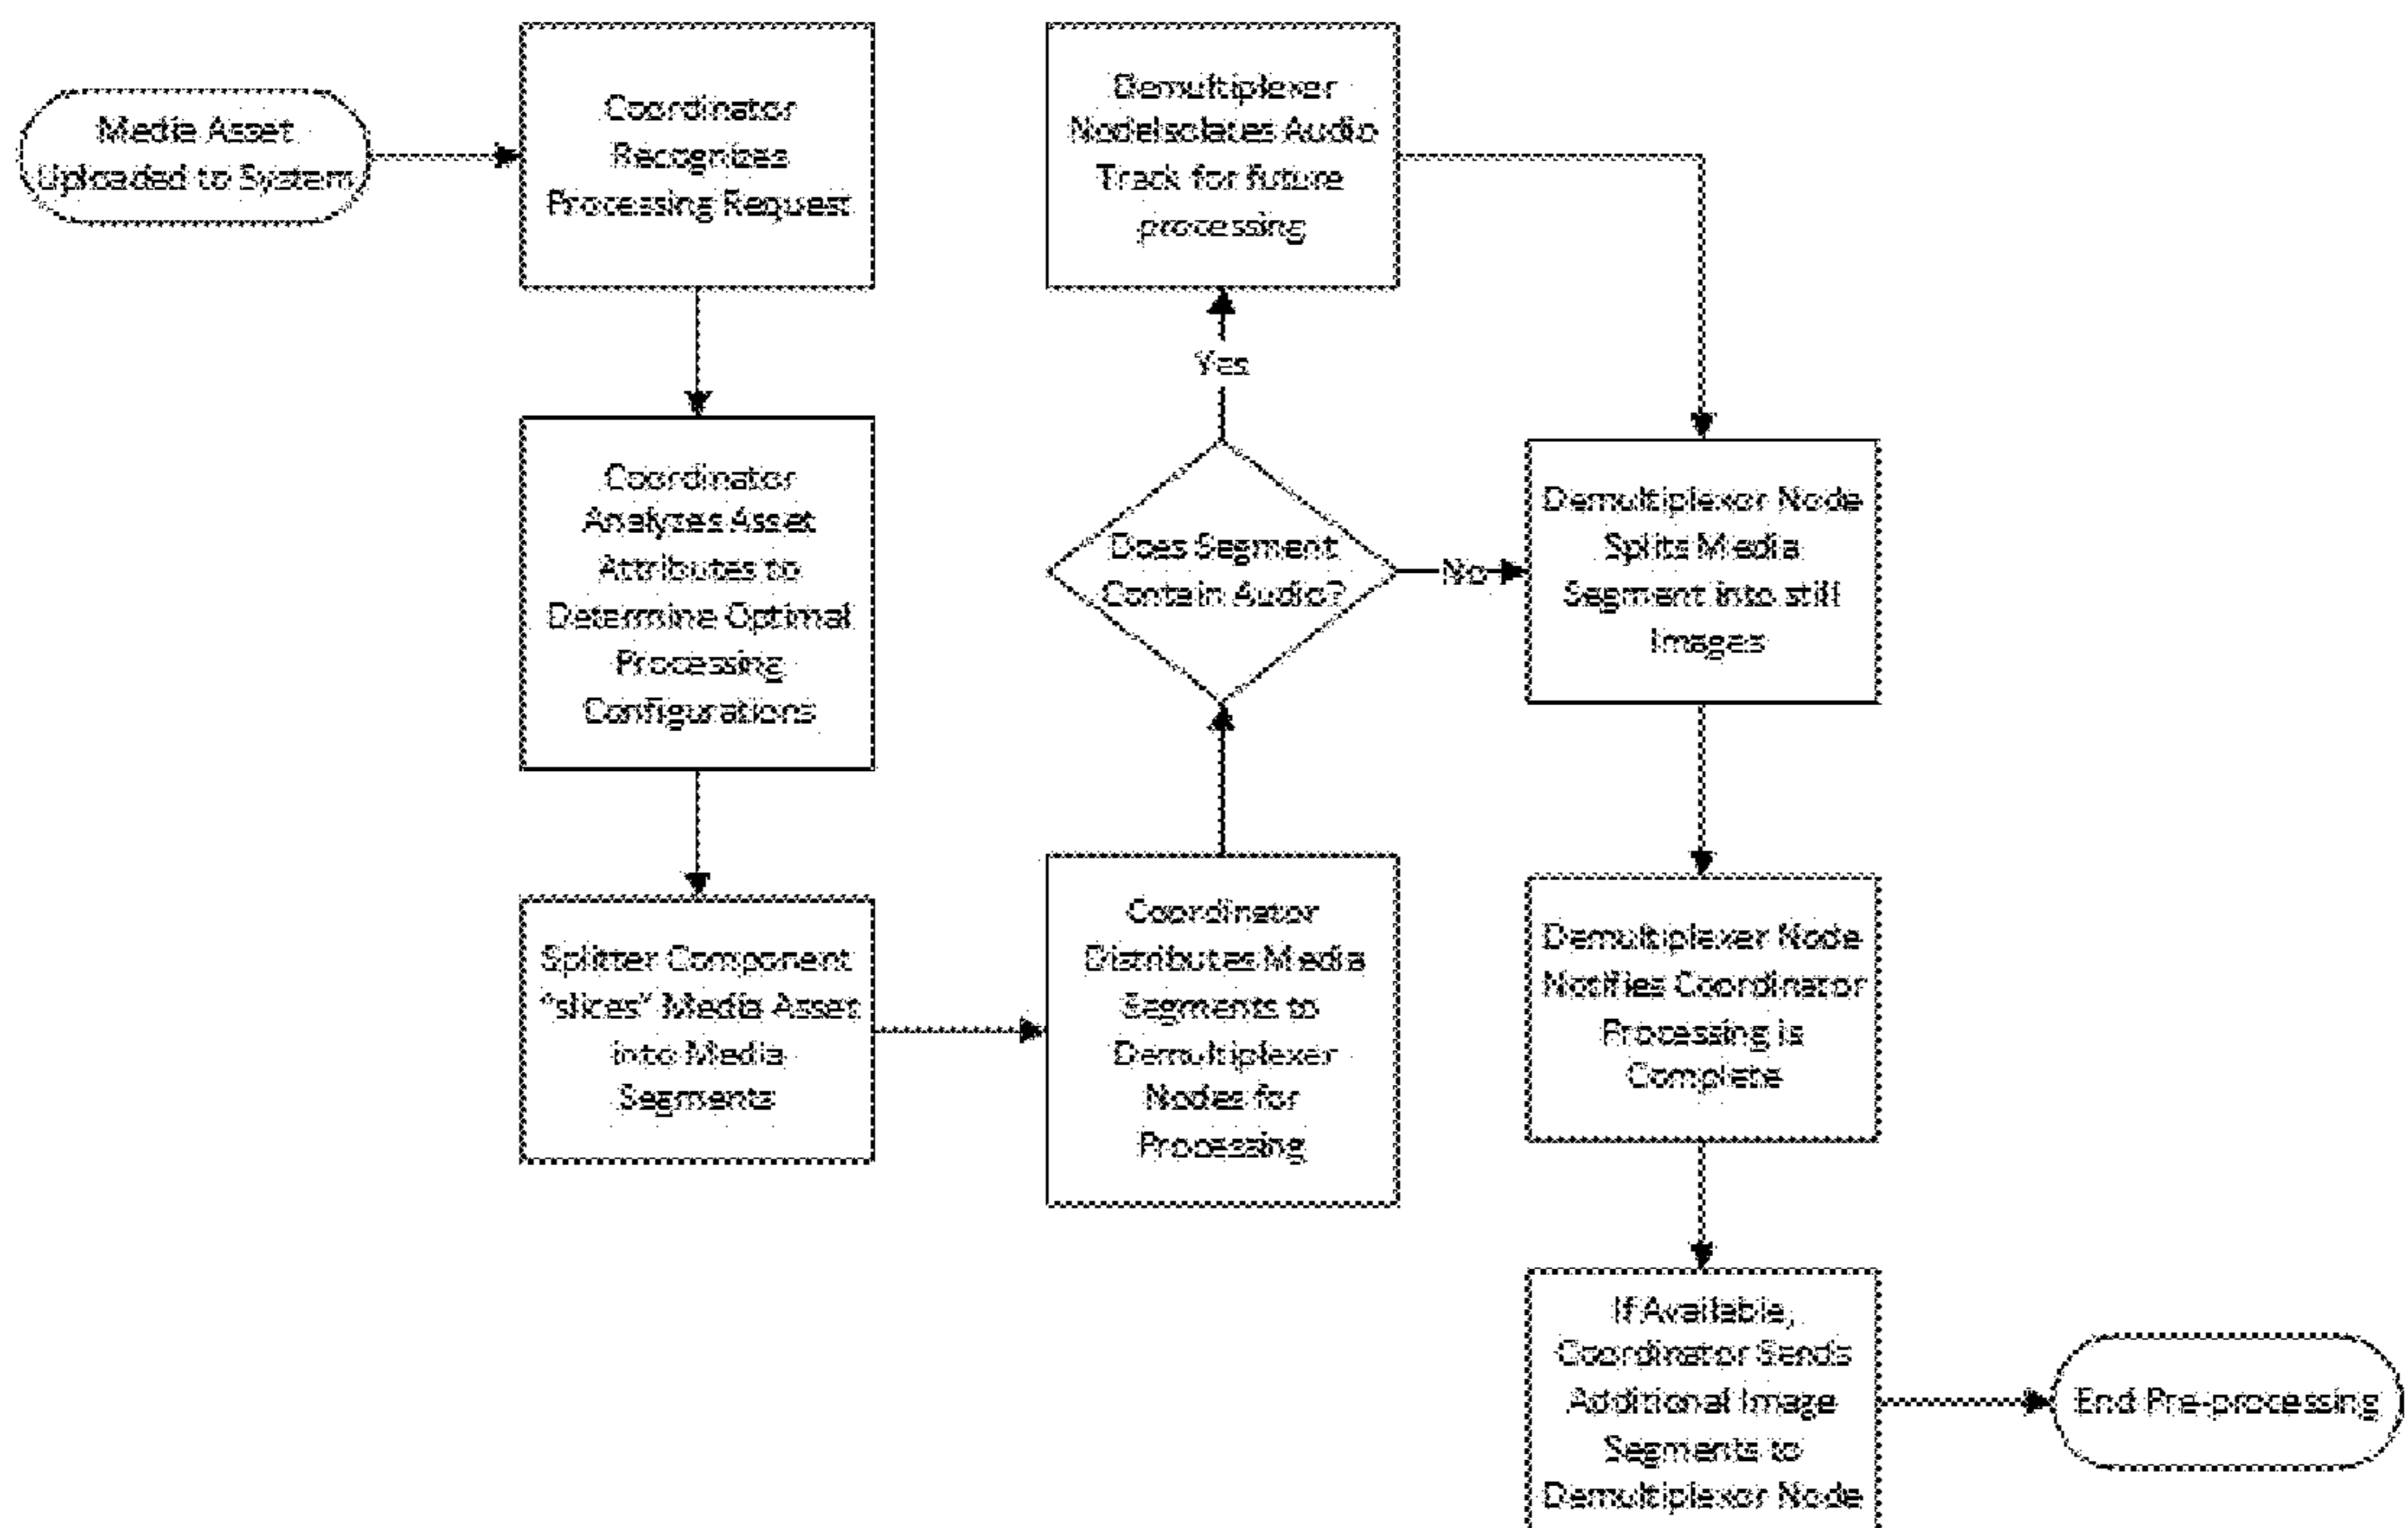 Media Asset
Uploaded to System
Coordinator
Recognizes
Processing Request
Coordinator
Analyzes Asset
Attributes to
Determine Optimal
Processing
Configurations
Splitter Component
"slices" Media Asset
into Media
Segments
Coordinator
Distributes Media
Segments to
Demultiplexer
Nodes for
Processing
Does Segment
Contain Audio?
Yes
No
Demultiplexer
NodeIsolates Audio
Track for future
processing
Demultiplexor Node
Splits Media
Segment into still
Images
Demultiplexer Node
Notifies Coordinator
Processing is
Complete
If Available,
Coordinator Sends
Additional Image
Segments to
Demultiplexor Node
End Pre-processing